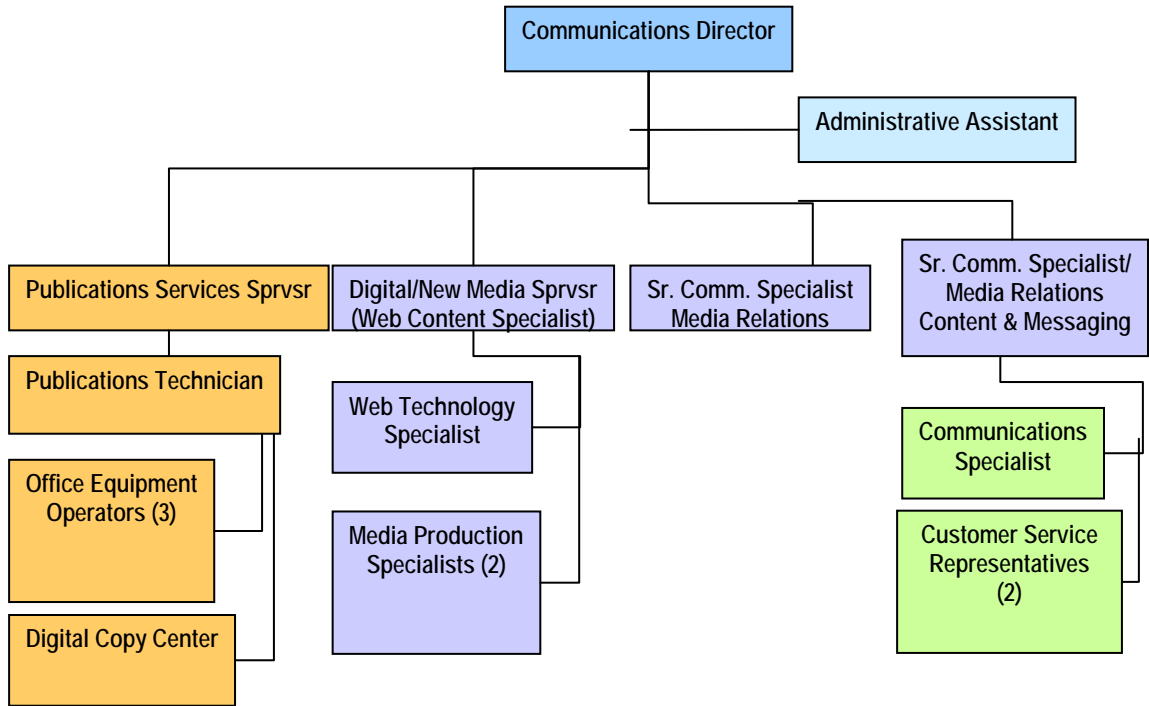 Communications Director
Administrative Assistant
Publications Services Sprvsr
Digital/New Media Sprvsr
(Web Content Specialist)
Sr. Comm. Specialist
Media Relations
Sr. Comm. Specialist/
Media Relations
Content & Messaging
Publications Technician
Web Technology
Specialist
Communications
Specialist
Office Equipment
Operators (3)
Media Production
Specialists (2)
Customer Service
Representatives
(2)
Digital Copy Center